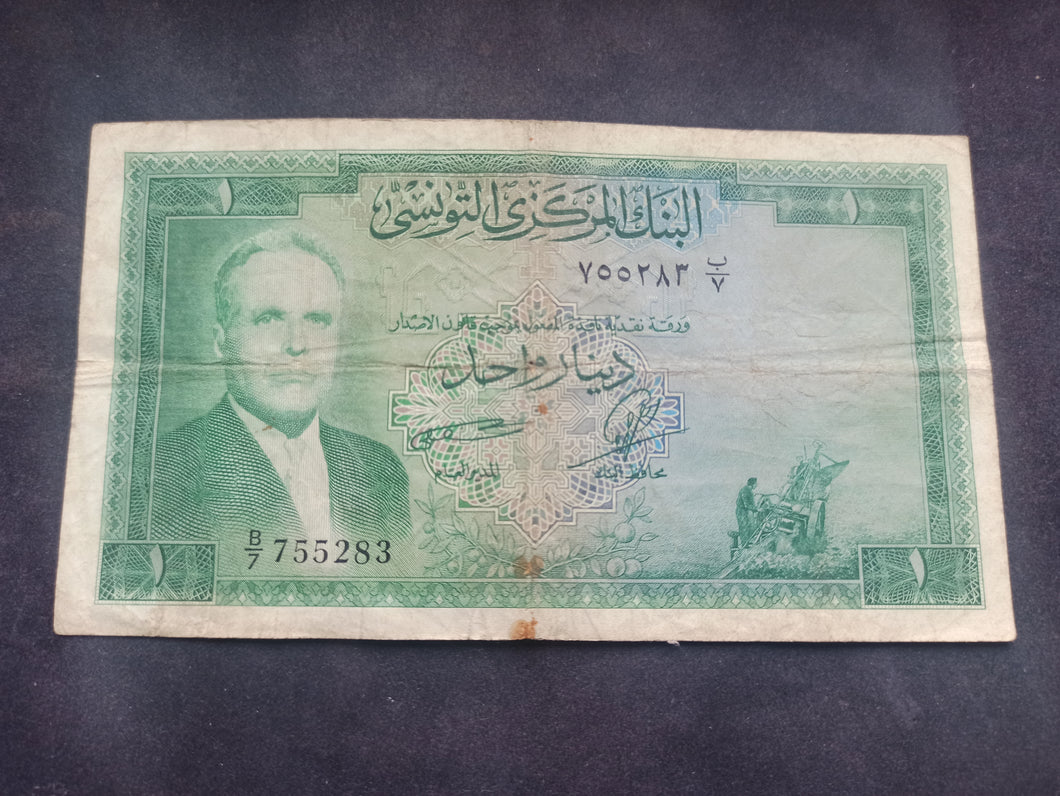 ١ ١
البنك المركزي التونسي
٧٥٥٢٨٣ ب/٧
ورقة نقدية نافذة المفعول بموجب قانون الاصدار
دينار واحد
محافظ البنك المدير العام
B/7 755283
١ ١